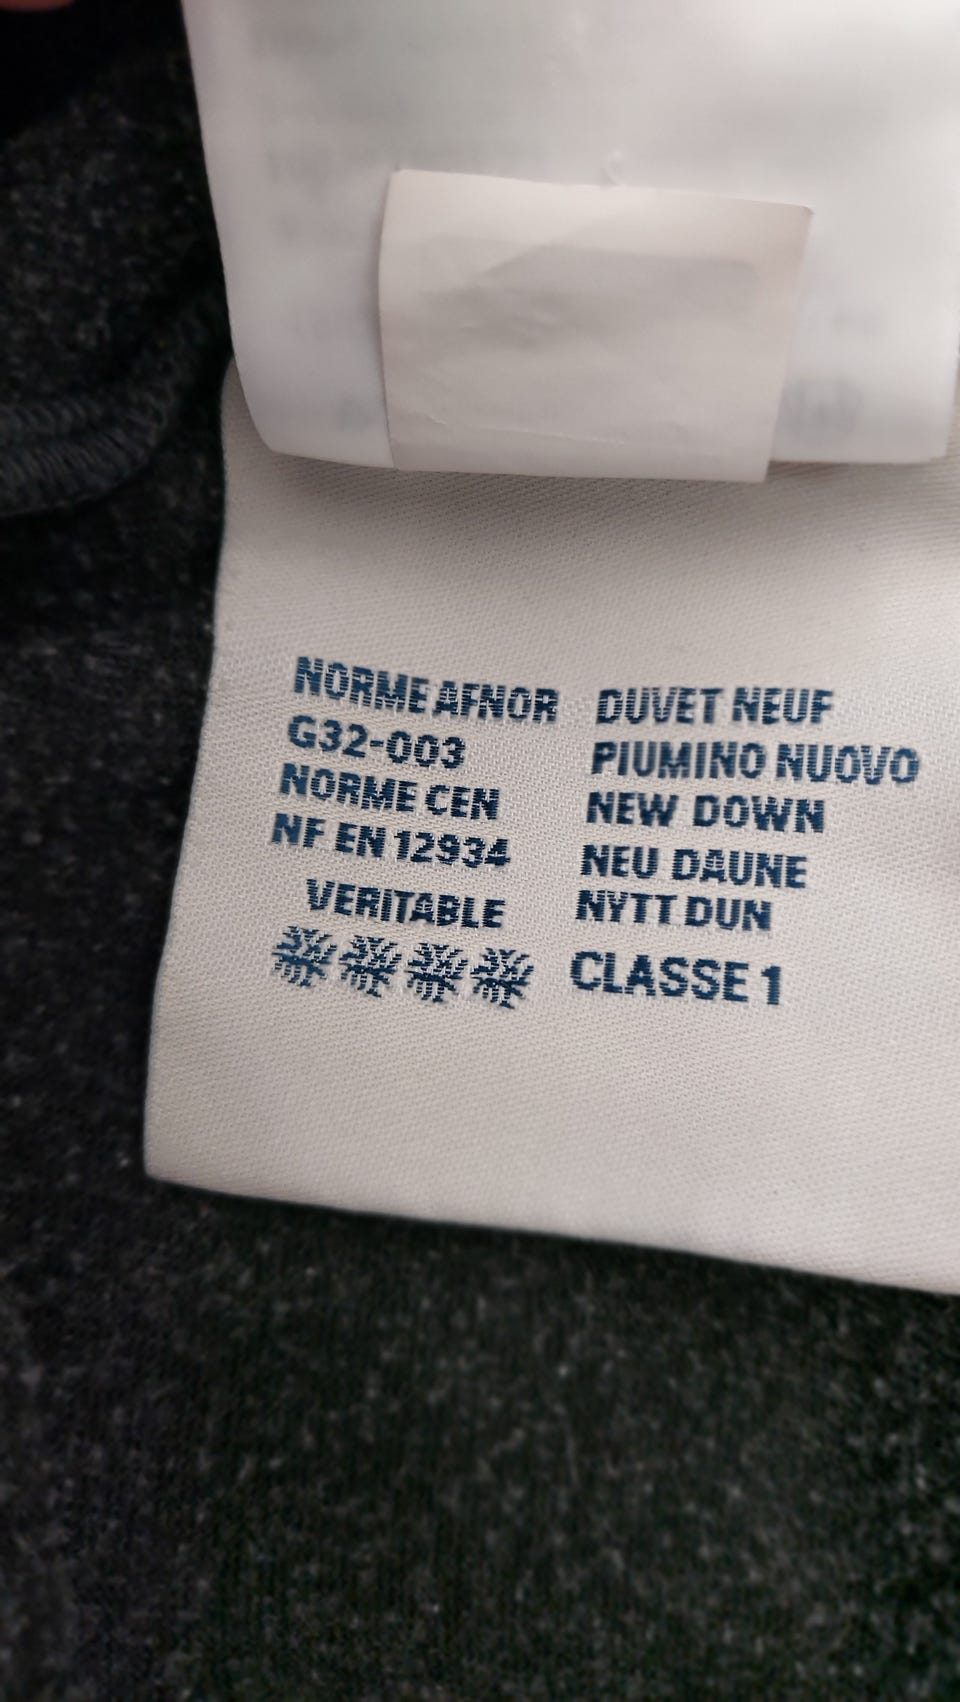 NORME AFNOR
G32-003
NORME CEN
NF EN 12934
VERITABLE
DUVET NEUF
PIUMINO NUOVO
NEW DOWN
NEU DAUNE
NYTT DUN
CLASSE 1